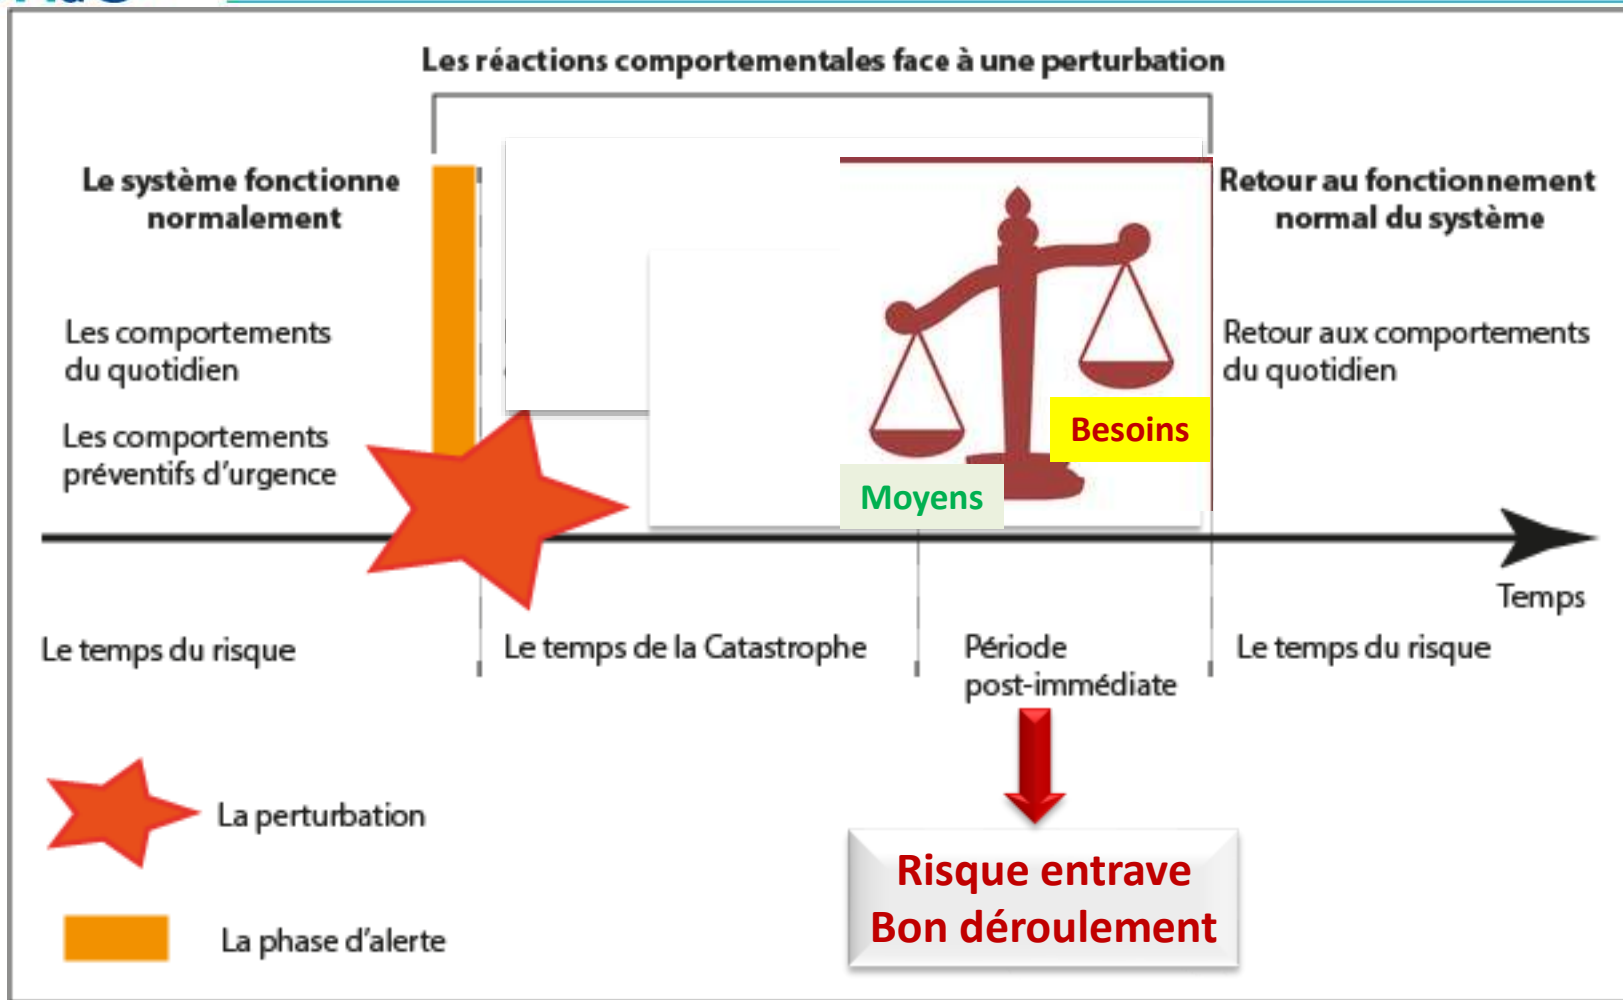 Les réactions comportementales face à une perturbation
Le système fonctionne
normalement
Retour au fonctionnement
normal du système
Les comportements
du quotidien
Retour aux comportements
du quotidien
Les comportements
préventifs d'urgence
Besoins
Moyens
Temps
Le temps du risque
Le temps de la Catastrophe
Période
post-immédiate
Le temps du risque
La perturbation
Risque entrave
Bon déroulement
La phase d'alerte